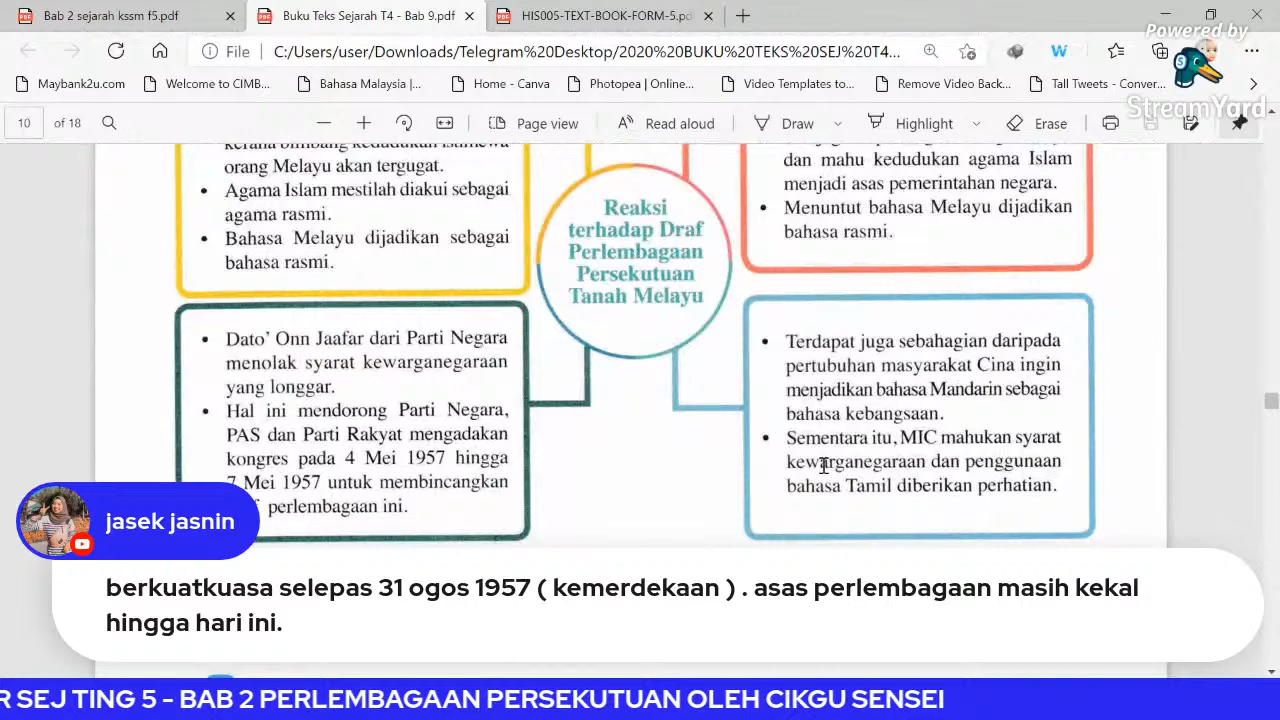 Bab 2 sejarah kssm f5.pdf
Buku Teks Sejarah T4 - Bab 9.pdf
HIS005-TEXT-BOOK-FORM-5.pd
Powered by
StreamYard
File
C:/Users/user/Downloads/Telegram%20Desktop/2020%20BUKU%20TEKS%20SEJ%20T4...
Maybank2u.com
Welcome to CIMB...
Bahasa Malaysia |...
Home - Canva
Photopea | Online...
Video Templates to...
Remove Video Back...
Tall Tweets - Conver...
10 of 18
Page view
Read aloud
Draw
Highlight
Erase
orang Melayu akan tergugat.
• Agama Islam mestilah diakui sebagai
agama rasmi.
• Bahasa Melayu dijadikan sebagai
bahasa rasmi.
Reaksi
terhadap Draf
Perlembagaan
Persekutuan
Tanah Melayu
dan mahu kedudukan agama Islam
menjadi asas pemerintahan negara.
• Menuntut bahasa Melayu dijadikan
bahasa rasmi.
• Dato' Onn Jaafar dari Parti Negara
menolak syarat kewarganegaraan
yang longgar.
• Hal ini mendorong Parti Negara,
PAS dan Parti Rakyat mengadakan
kongres pada 4 Mei 1957 hingga
7 Mei 1957 untuk membincangkan
perlembagaan ini.
• Terdapat juga sebahagian daripada
pertubuhan masyarakat Cina ingin
menjadikan bahasa Mandarin sebagai
bahasa kebangsaan.
• Sementara itu, MIC mahukan syarat
kewarganegaraan dan penggunaan
bahasa Tamil diberikan perhatian.
jasek jasnin
berkuatkuasa selepas 31 ogos 1957 ( kemerdekaan ) . asas perlembagaan masih kekal
hingga hari ini.
R SEJ TING 5 - BAB 2 PERLEMBAGAAN PERSEKUTUAN OLEH CIKGU SENSEI